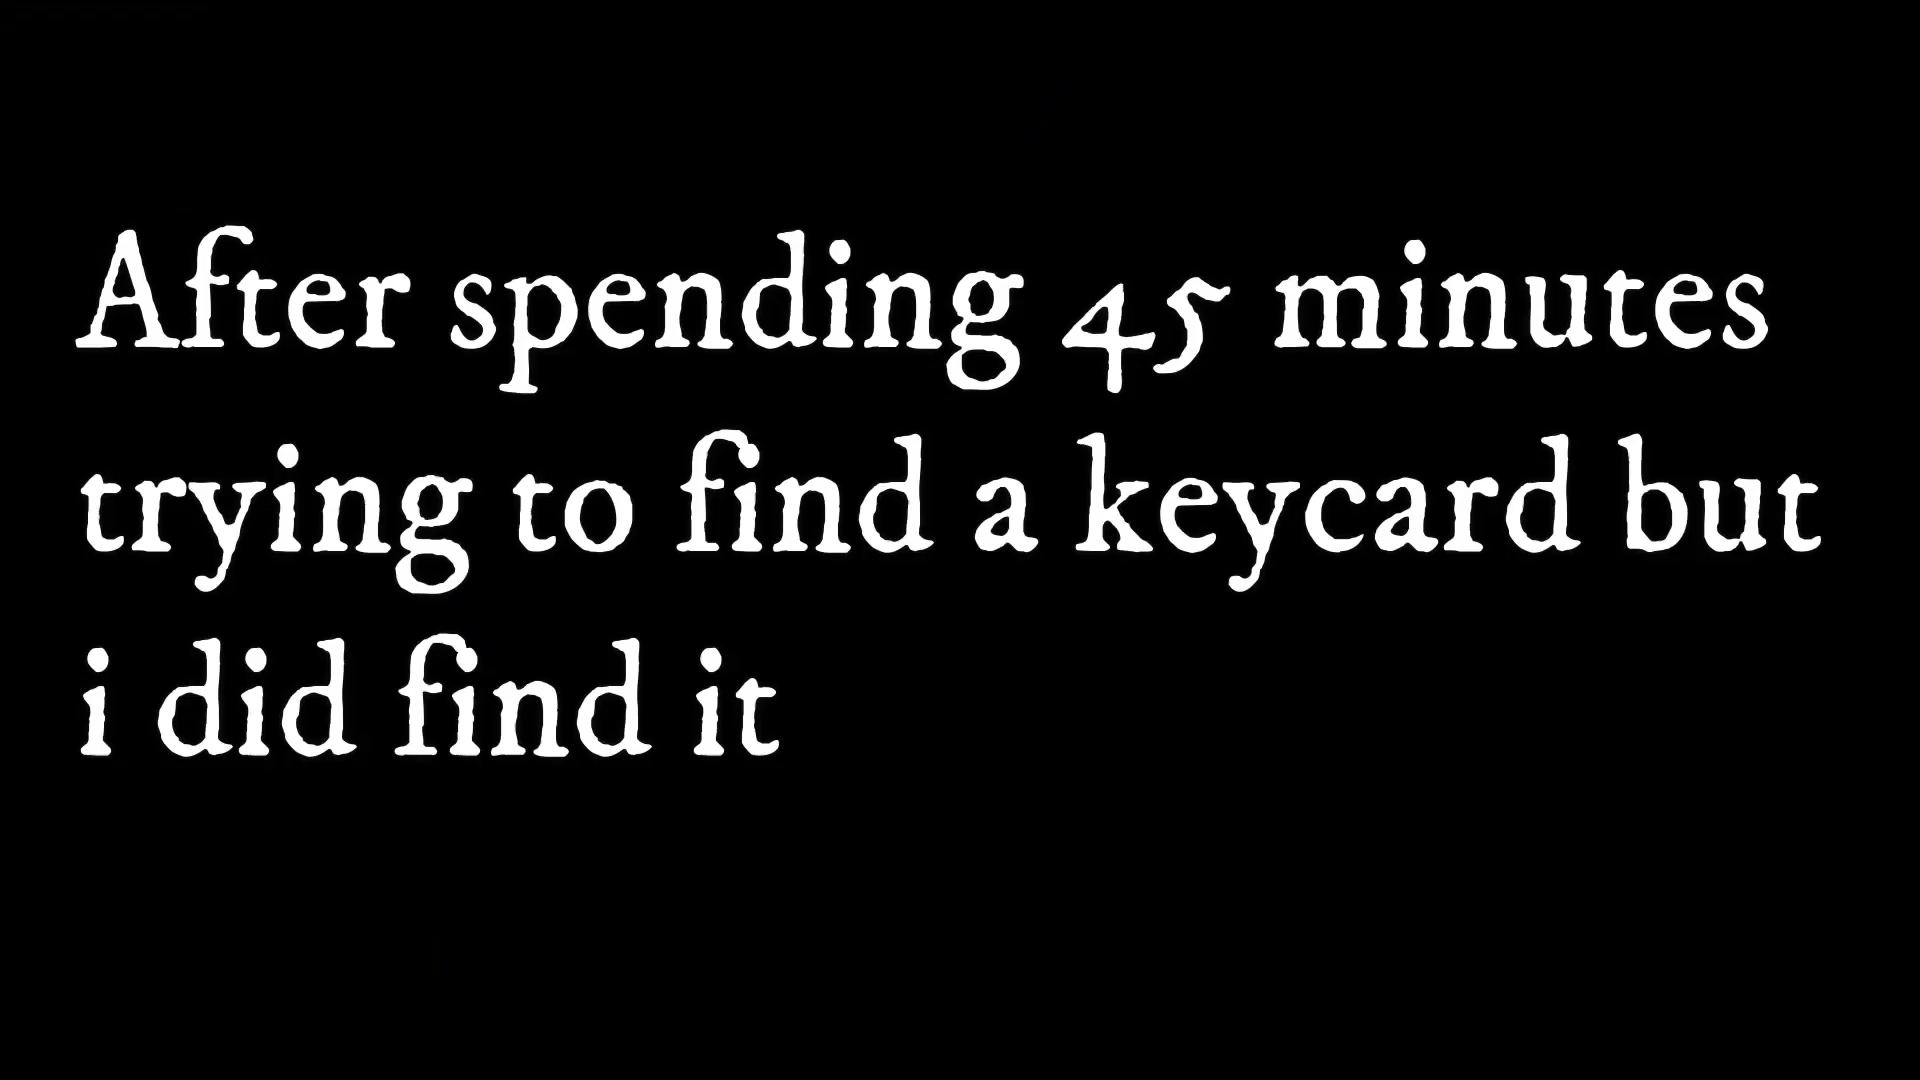 After spending 45 minutes
trying to find a keycard but
i did find it